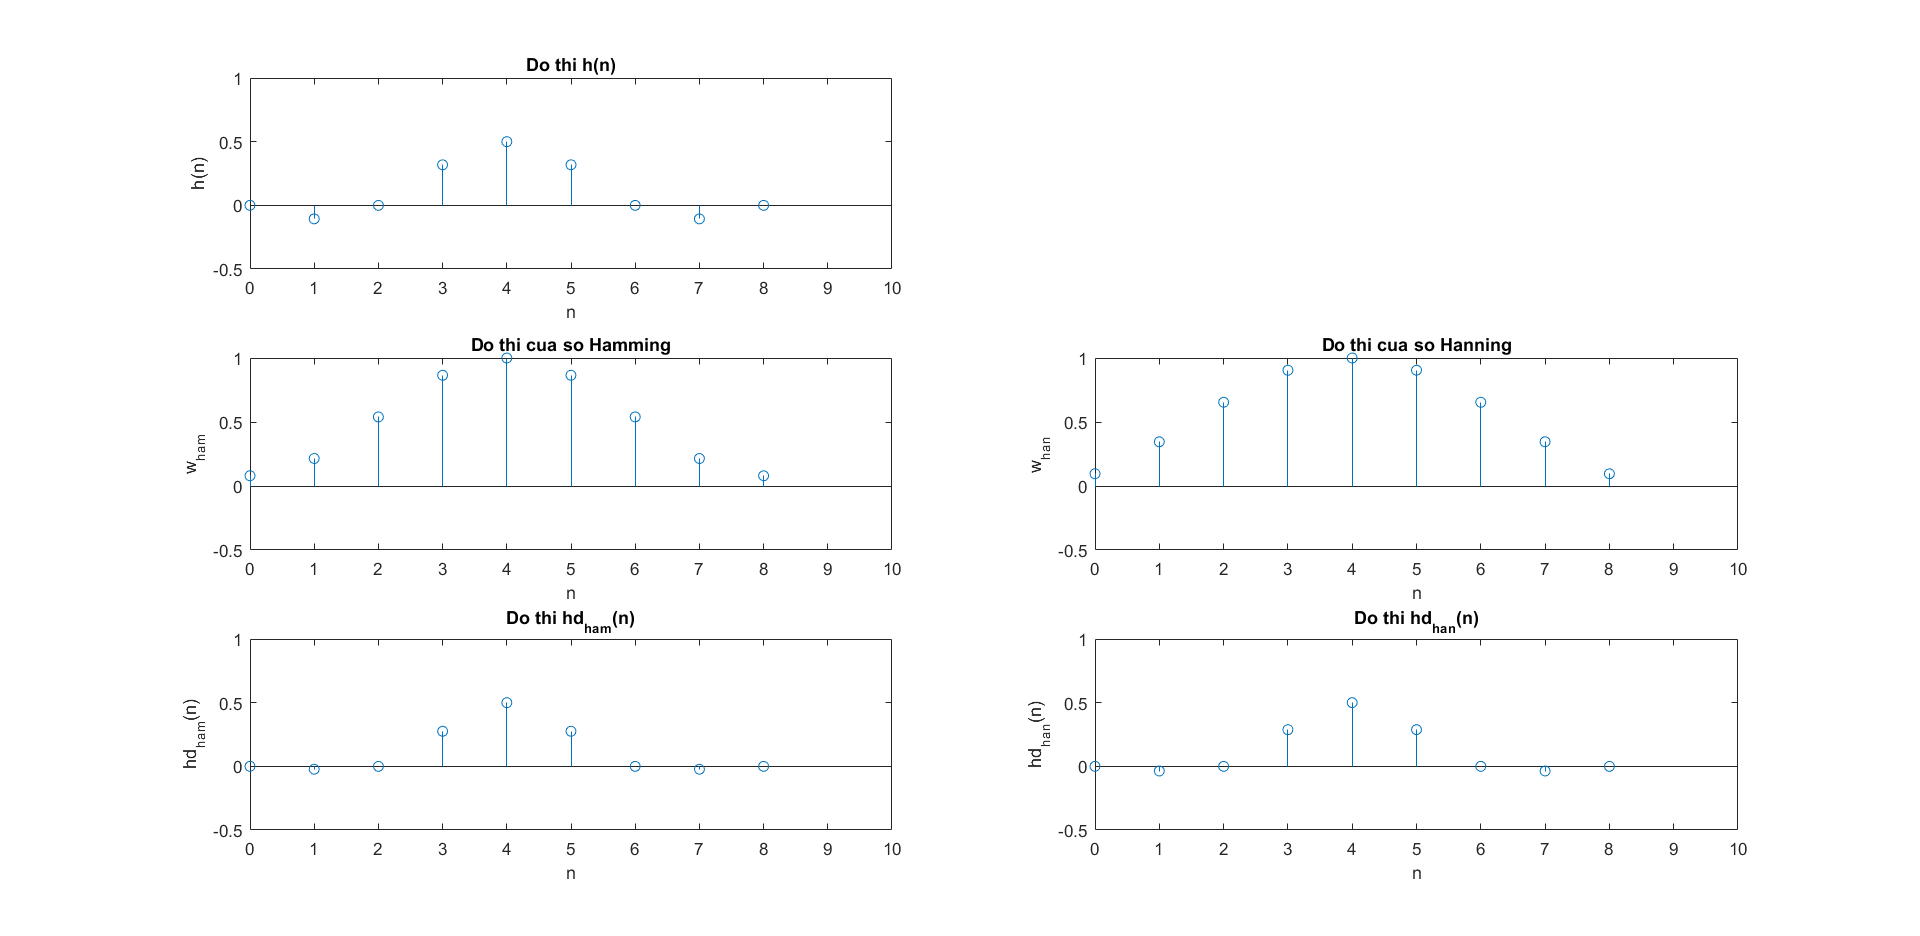 Do thi h(n)
1
0.5
0
-0.5
h(n)
0 1 2 3 4 5 6 7 8 9 10
n
Do thi cua so Hamming
1
0.5
0
-0.5
w_ham
0 1 2 3 4 5 6 7 8 9 10
n
Do thi cua so Hanning
1
0.5
0
-0.5
w_han
0 1 2 3 4 5 6 7 8 9 10
n
Do thi hd_ham(n)
1
0.5
0
-0.5
hd_ham(n)
0 1 2 3 4 5 6 7 8 9 10
n
Do thi hd_han(n)
1
0.5
0
-0.5
hd_han(n)
0 1 2 3 4 5 6 7 8 9 10
n